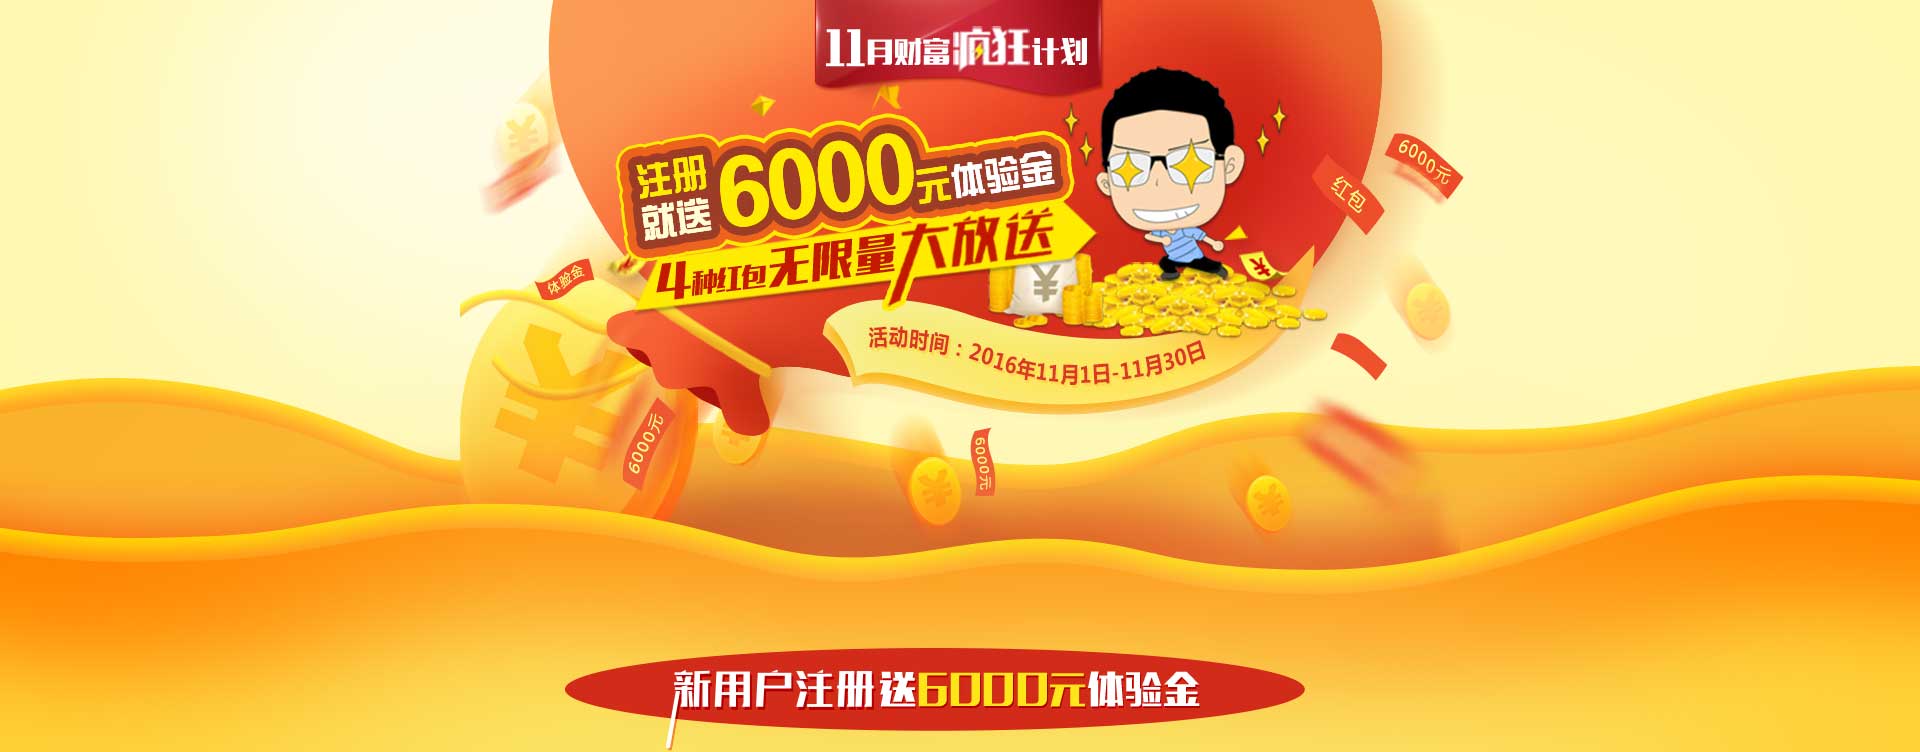 11月财富疯狂计划
注册
就送
6000元体验金
4种红包无限量大放送
活动时间：2016年11月1日-11月30日
6000元
红包
体验金
6000元
6000元
新用户注册送6000元体验金